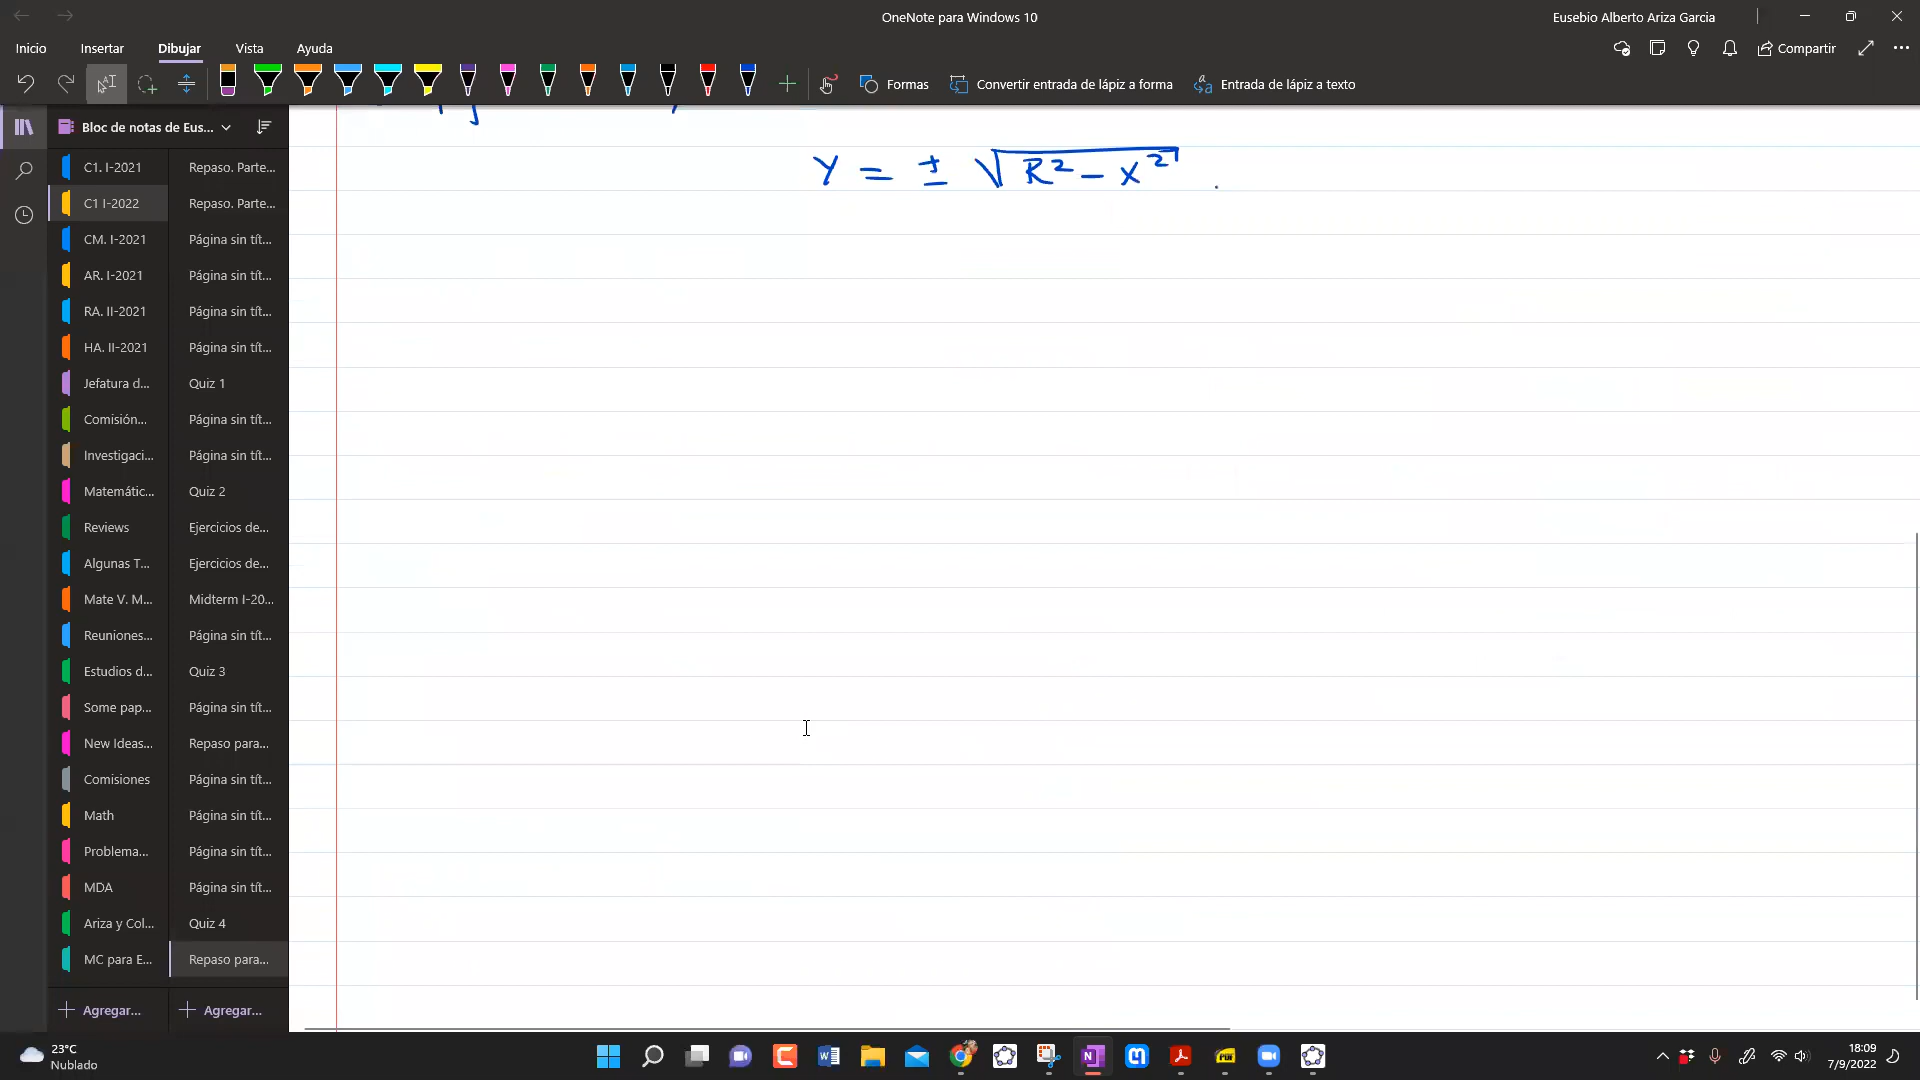 OneNote para Windows 10
Eusebio Alberto Ariza Garcia
Inicio
Insertar
Dibujar
Vista
Ayuda
Compartir
Formas
Convertir entrada de lápiz a forma
Entrada de lápiz a texto
Bloc de notas de Eus...
C1. I-2021
Repaso. Parte...
C1 I-2022
Repaso. Parte...
CM. I-2021
Página sin tít...
AR. I-2021
Página sin tít...
RA. II-2021
Página sin tít...
HA. II-2021
Página sin tít...
Jefatura d...
Quiz 1
Comisión...
Página sin tít...
Investigaci...
Página sin tít...
Matemátic...
Quiz 2
Reviews
Ejercicios de...
Algunas T...
Ejercicios de...
Mate V. M...
Midterm I-20...
Reuniones...
Página sin tít...
Estudios d...
Quiz 3
Some pap...
Página sin tít...
New Ideas...
Repaso para...
Comisiones
Página sin tít...
Math
Página sin tít...
Problema...
Página sin tít...
MDA
Página sin tít...
Ariza y Col...
Quiz 4
MC para E...
Repaso para...
Agregar...
Agregar...
Y = ± √R² - x²
23°C
Nublado
18:09
7/9/2022